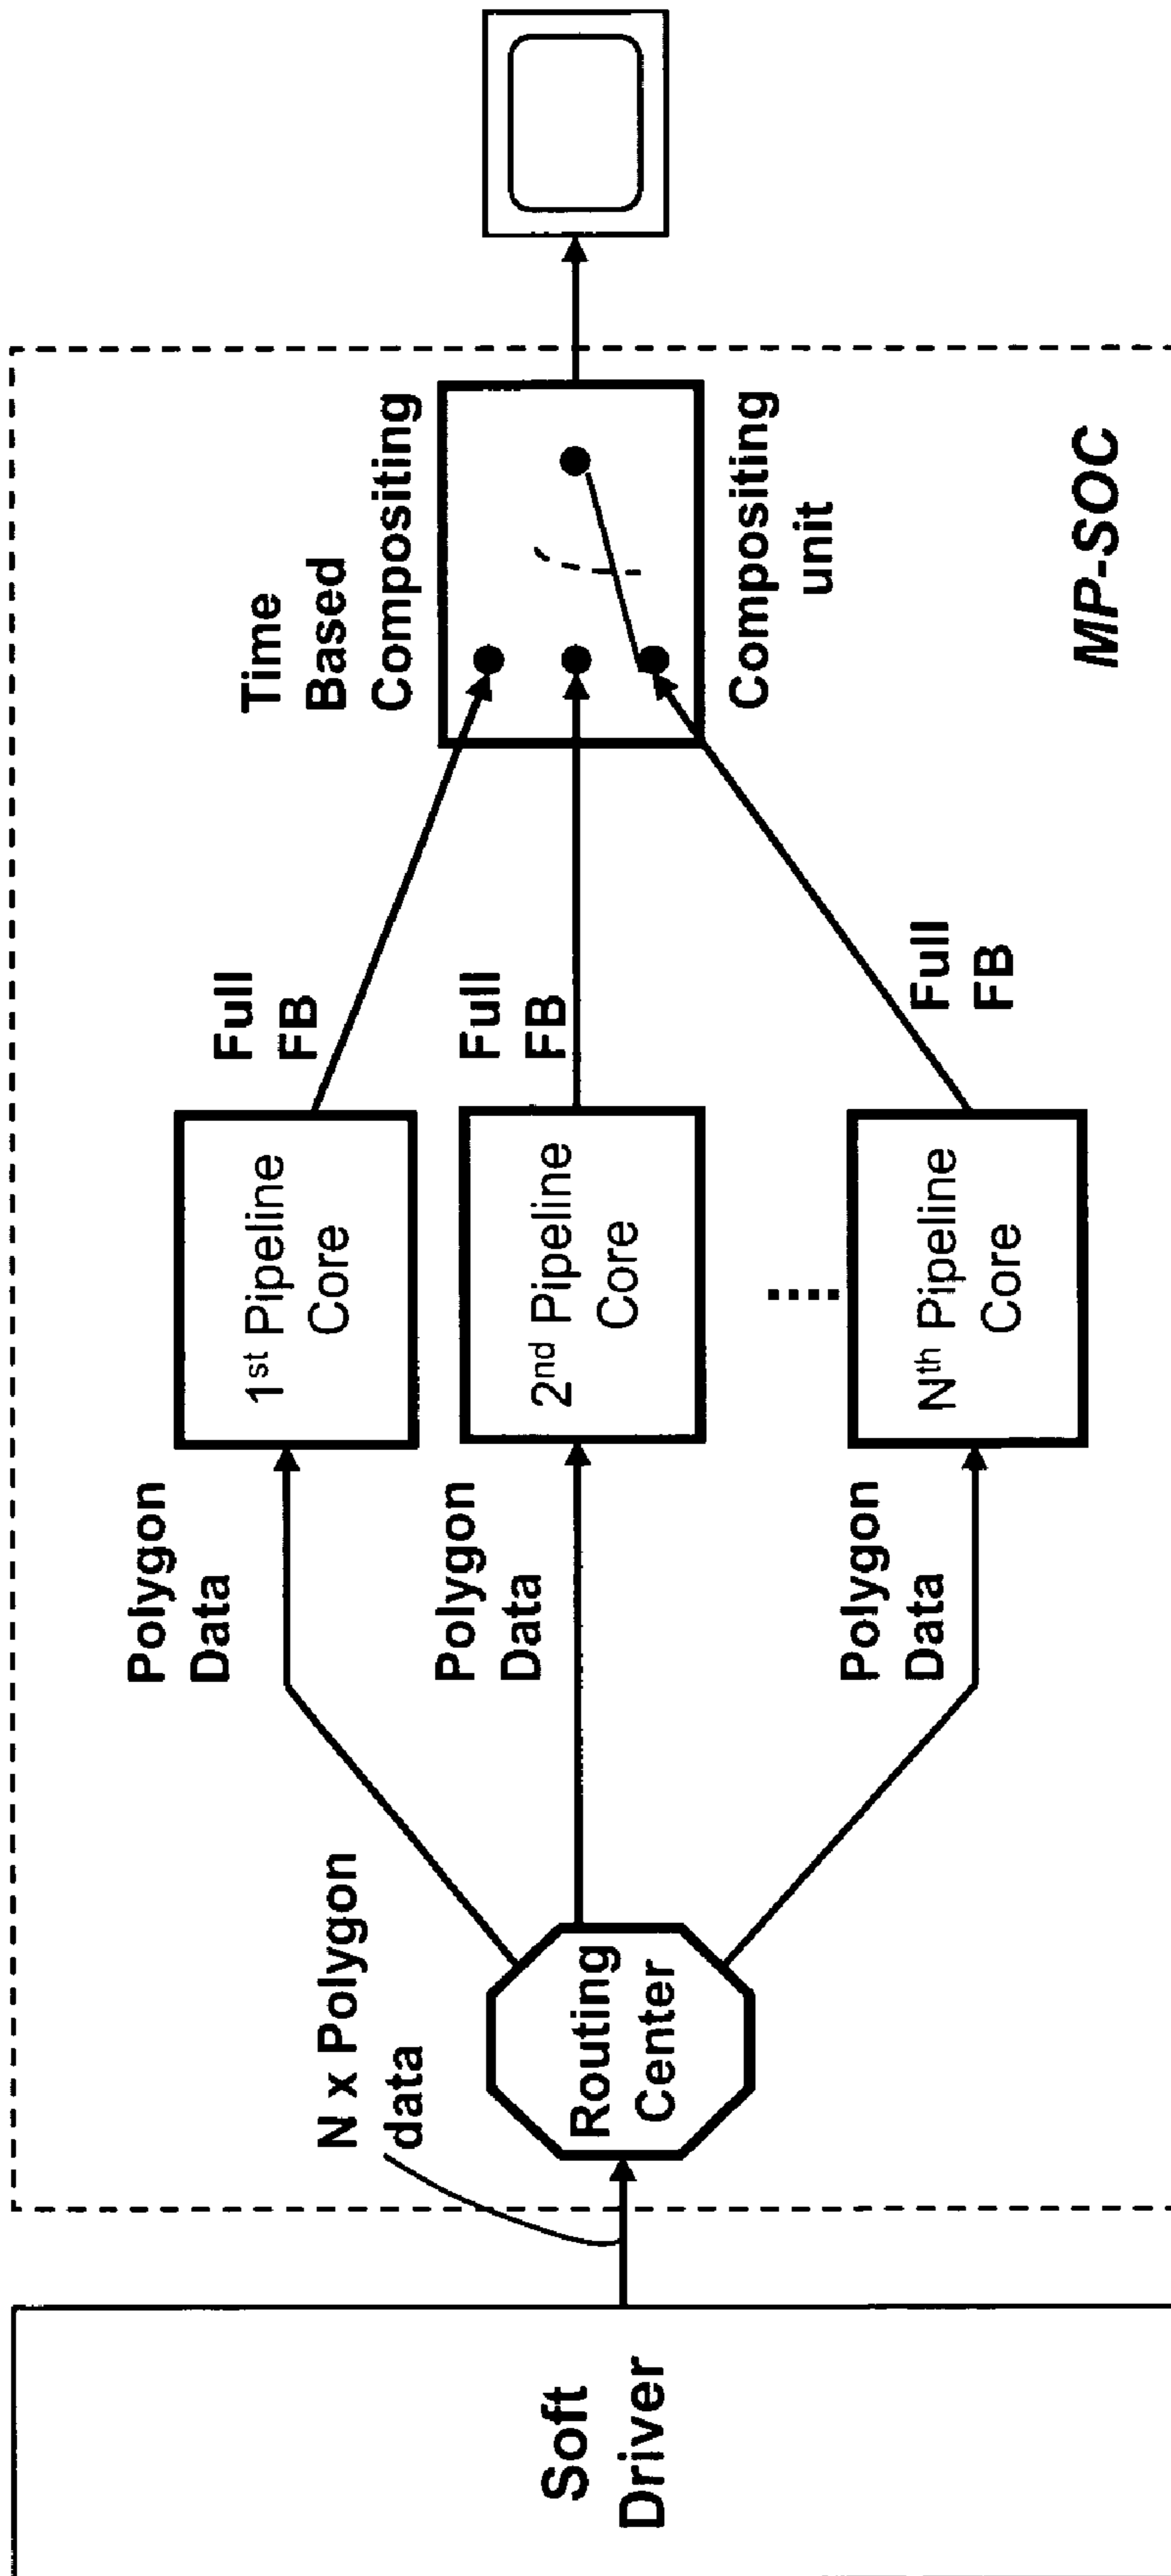 Soft
Driver
N x Polygon
data
Routing
Center
Polygon
Data
Polygon
Data
Polygon
Data
1st Pipeline
Core
2nd Pipeline
Core
Nth Pipeline
Core
Full
FB
Full
FB
Full
FB
Time
Based
Compositing
Compositing
unit
MP-SOC